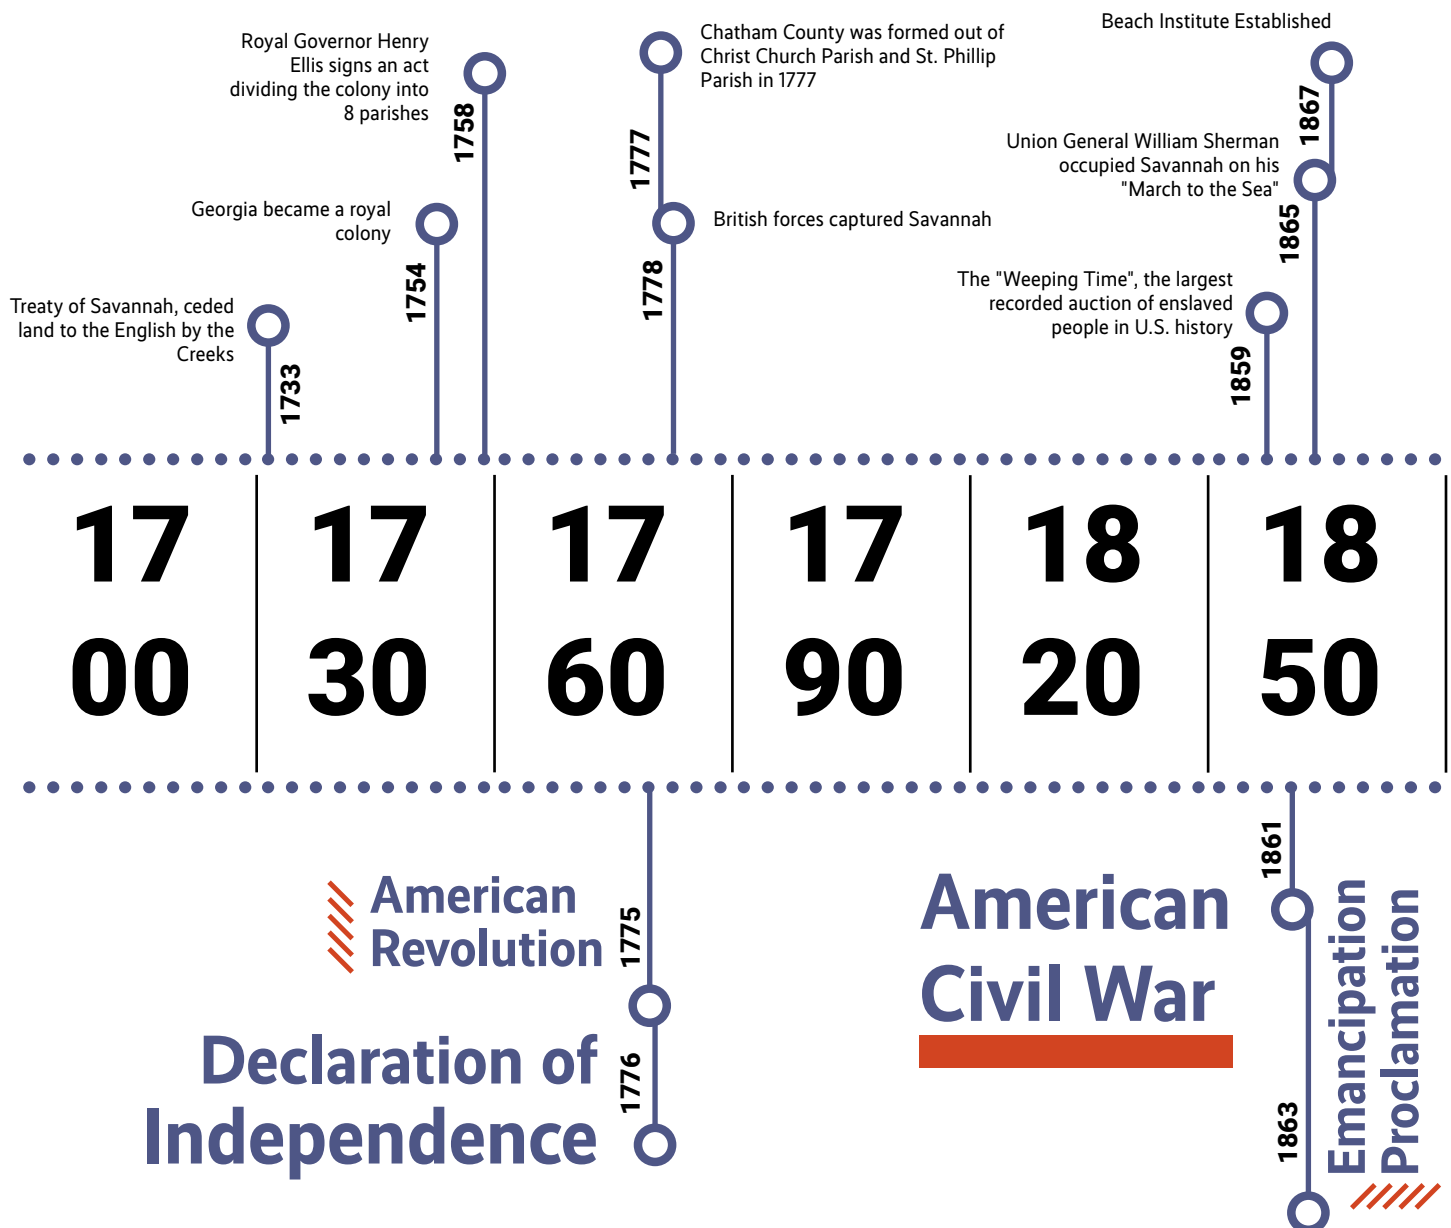 Royal Governor Henry
Ellis signs an act
dividing the colony into
8 parishes
1758
Georgia became a royal
colony
1754
Treaty of Savannah, ceded
land to the English by the
Creeks
1733
Chatham County was formed out of
Christ Church Parish and St. Phillip
Parish in 1777
1777
British forces captured Savannah
1778
Beach Institute Established
1867
Union General William Sherman
occupied Savannah on his
"March to the Sea"
1865
The "Weeping Time", the largest
recorded auction of enslaved
people in U.S. history
1859
17
00
17
30
17
60
17
90
18
20
18
50
American
Revolution
1775
Declaration of
Independence
1776
American
Civil War
1861
Emancipation
Proclamation
1863